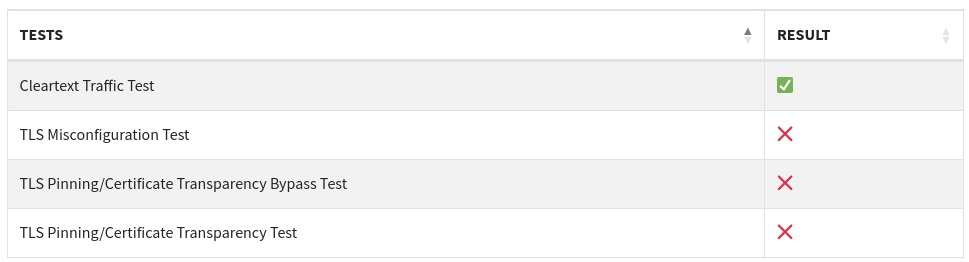 TESTS RESULT
Cleartext Traffic Test ✅
TLS Misconfiguration Test ❌
TLS Pinning/Certificate Transparency Bypass Test ❌
TLS Pinning/Certificate Transparency Test ❌